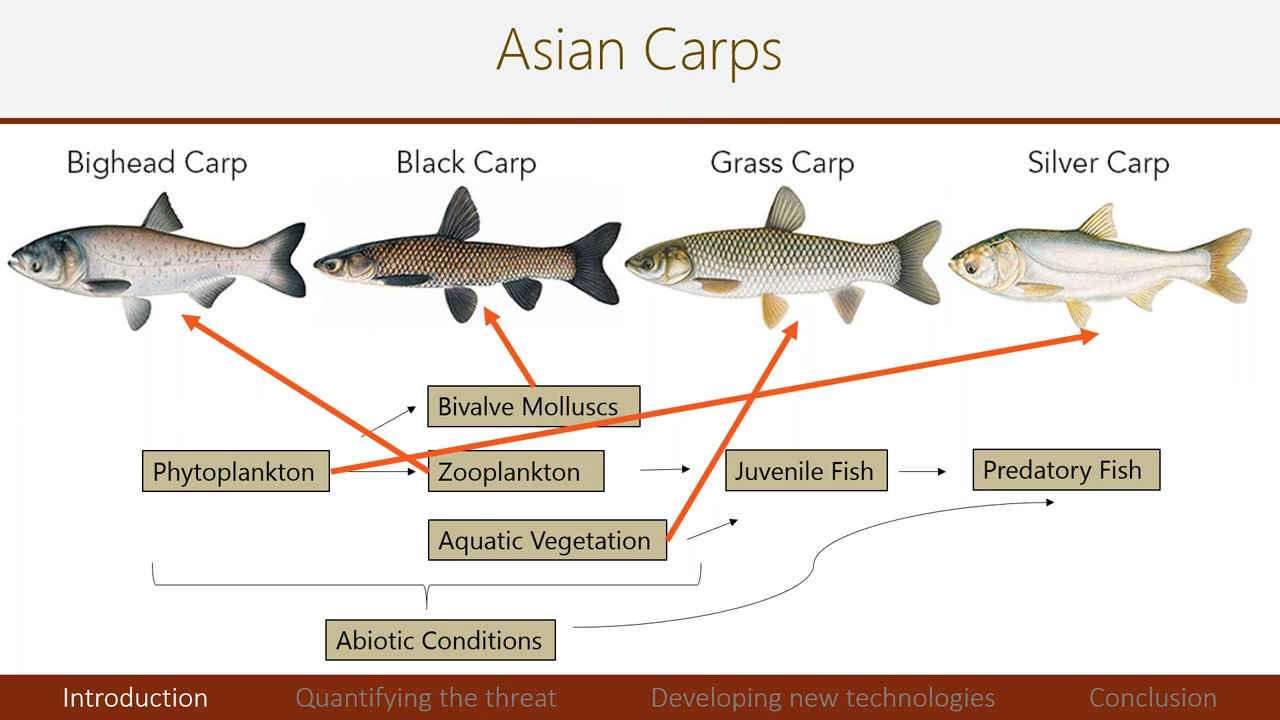 Asian Carps
Bighead Carp
Black Carp
Grass Carp
Silver Carp
Bivalve Molluscs
Phytoplankton
Zooplankton
Juvenile Fish
Predatory Fish
Aquatic Vegetation
Abiotic Conditions
Introduction
Quantifying the threat
Developing new technologies
Conclusion